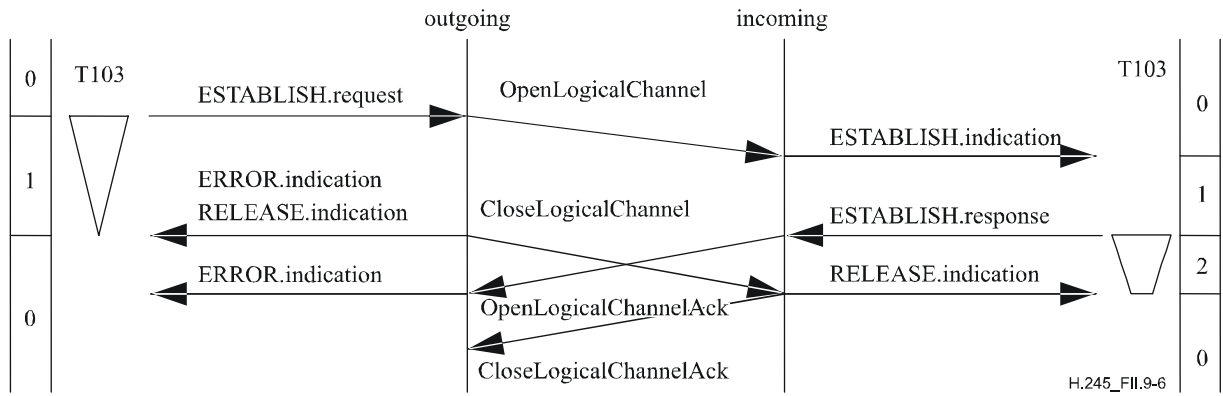 outgoing
incoming
0
T103
T103
0
ESTABLISH.request
OpenLogicalChannel
ESTABLISH.indication
1
ERROR.indication
RELEASE.indication
CloseLogicalChannel
ESTABLISH.response
1
ERROR.indication
RELEASE.indication
2
0
OpenLogicalChannelAck
CloseLogicalChannelAck
0
H.245_FII.9-6